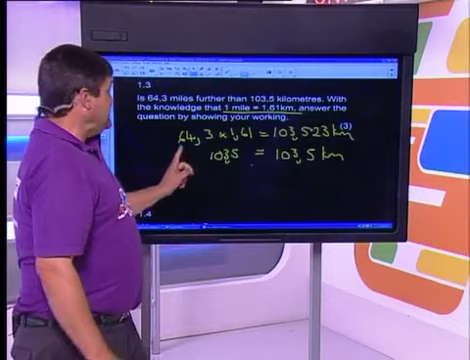 1.3
Is 64,3 miles further than 103,5 kilometres. With
the knowledge that 1 mile = 1,61km, answer the
question by showing your working.
(3)
64,3 x 1,61 = 103,523 km
103,5 = 103,5 km
1.4